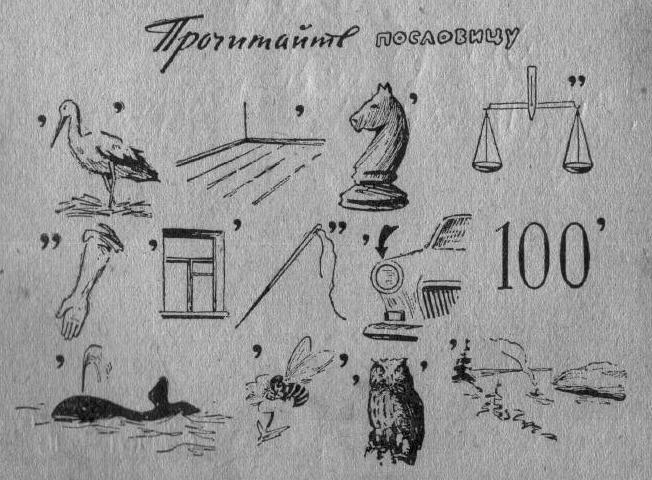 Прочитайте пословицу
, ’ ’ ’ ”
” , ’ ” , 100’
’ ’ ’ , ’ ’